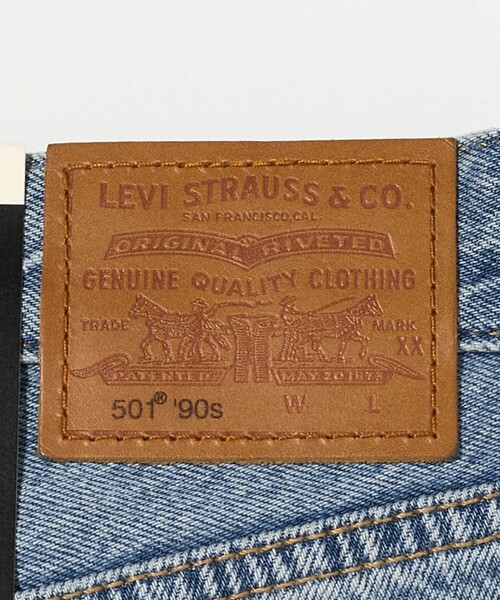 LEVI STRAUSS & CO.
SAN FRANCISCO, CAL.
ORIGINAL RIVETED
GENUINE QUALITY CLOTHING
TRADE MARK
XX
PATENTED MAY 20 1873
501® '90s W L